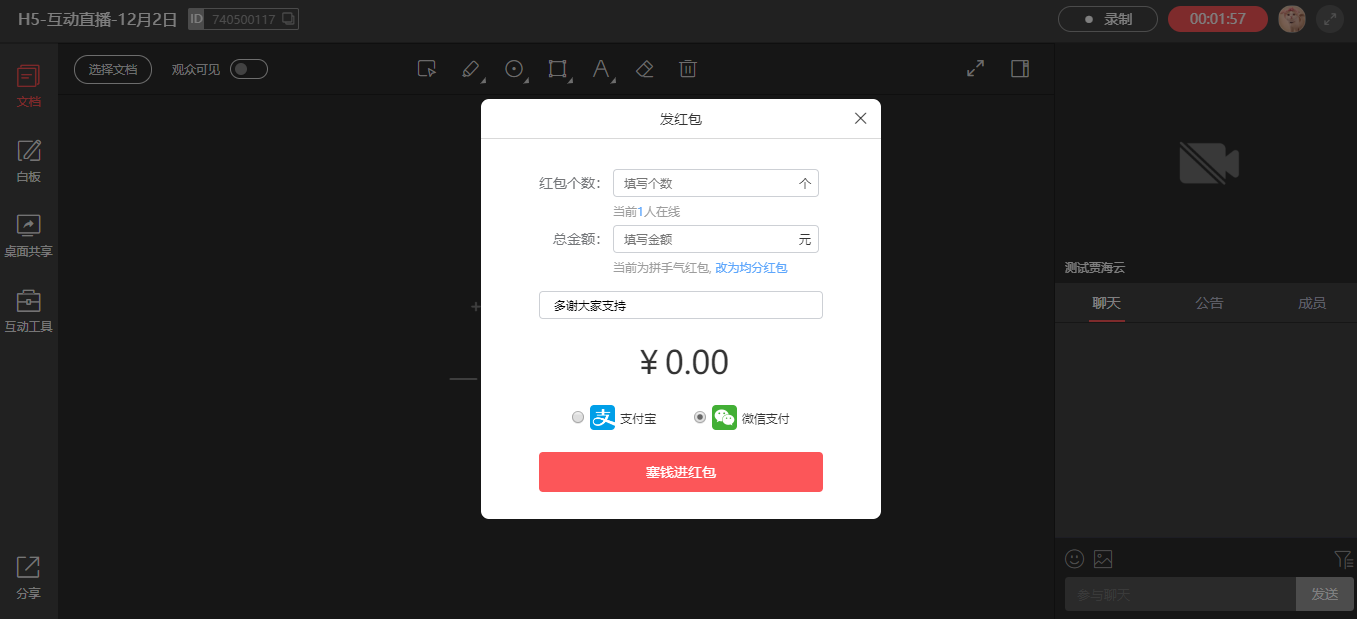 H5-互动直播-12月2日 ID 740500117
录制 00:01:57
文档
白板
桌面共享
互动工具
分享
选择文档 观众可见
发红包
红包个数: 填写个数 个
当前1人在线
总金额: 填写金额 元
当前为拼手气红包, 改为均分红包
多谢大家支持
¥ 0.00
支付宝 微信支付
塞钱进红包
测试贾海云
聊天 公告 成员
参与聊天 发送